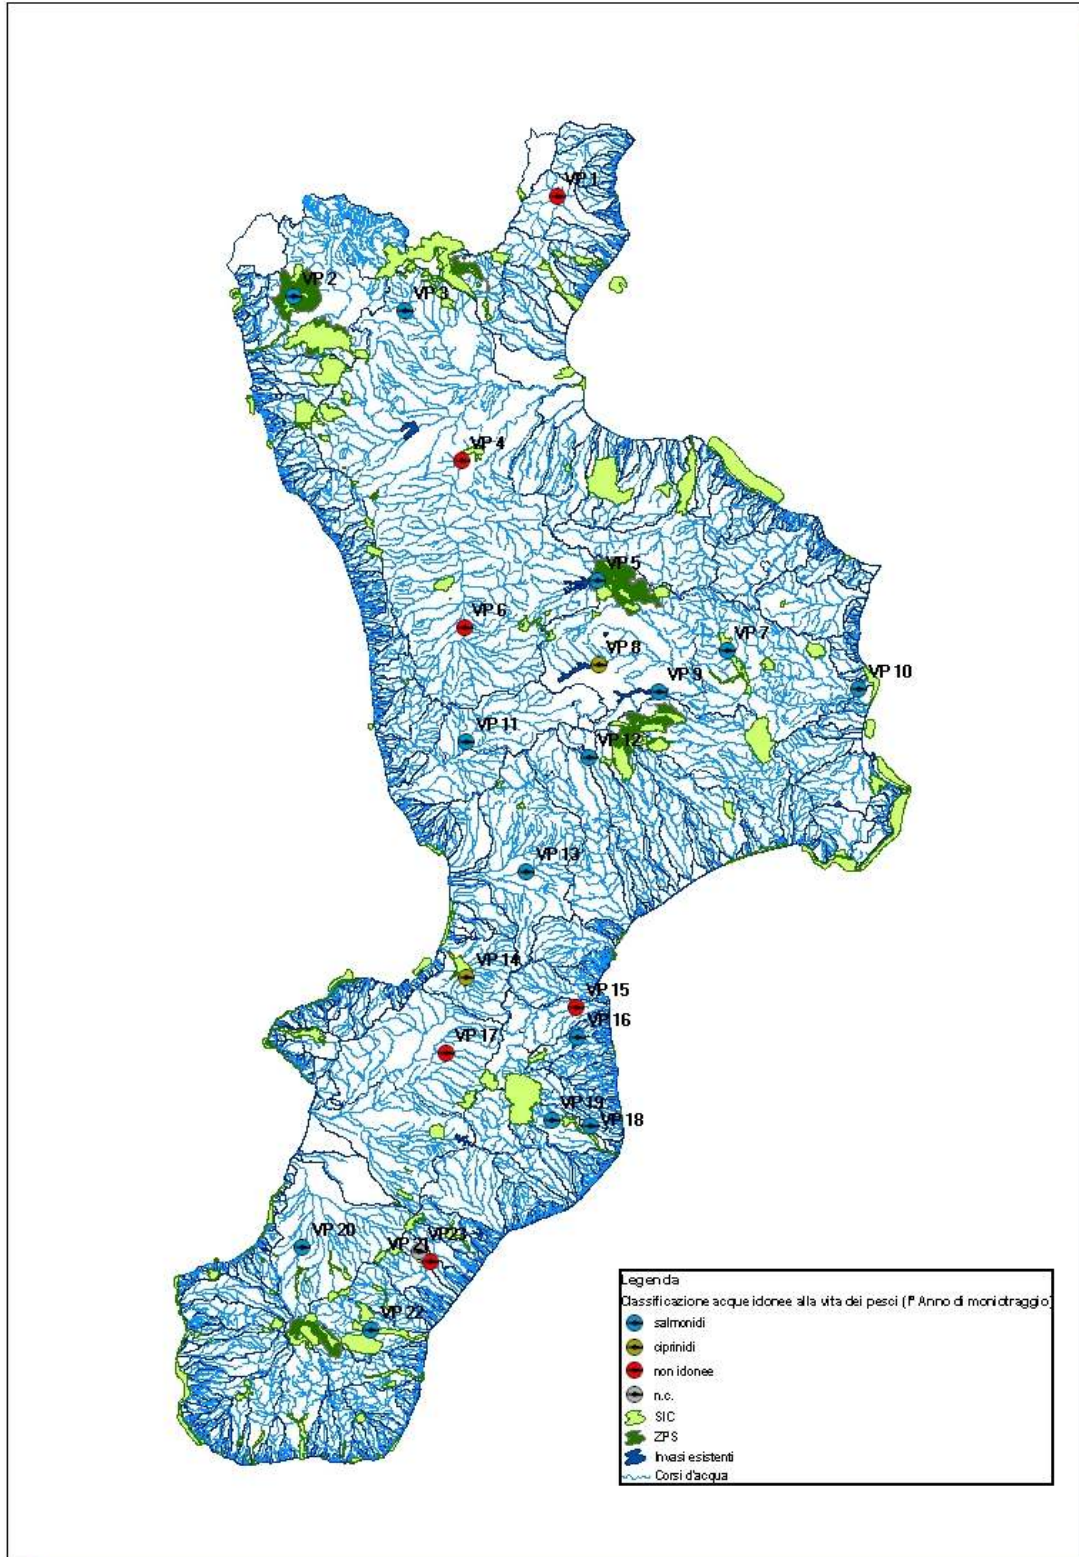 VP 1
VP 2
VP 3
VP 4
VP 5
VP 6
VP 7
VP 8
VP 9
VP 10
VP 11
VP 12
VP 13
VP 14
VP 15
VP 16
VP 17
VP 19
VP 18
VP 20
VP23
VP 21
VP 22
Legenda
Classificazione acque idonee alla vita dei pesci (I° Anno di moniotraggio)
salmonidi
ciprinidi
non idonee
n.c.
SIC
ZPS
Invasi esistenti
Corsi d'acqua